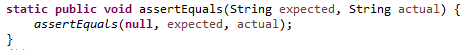 static public void assertEquals(String expected, String actual) {
    assertEquals(null, expected, actual);
}